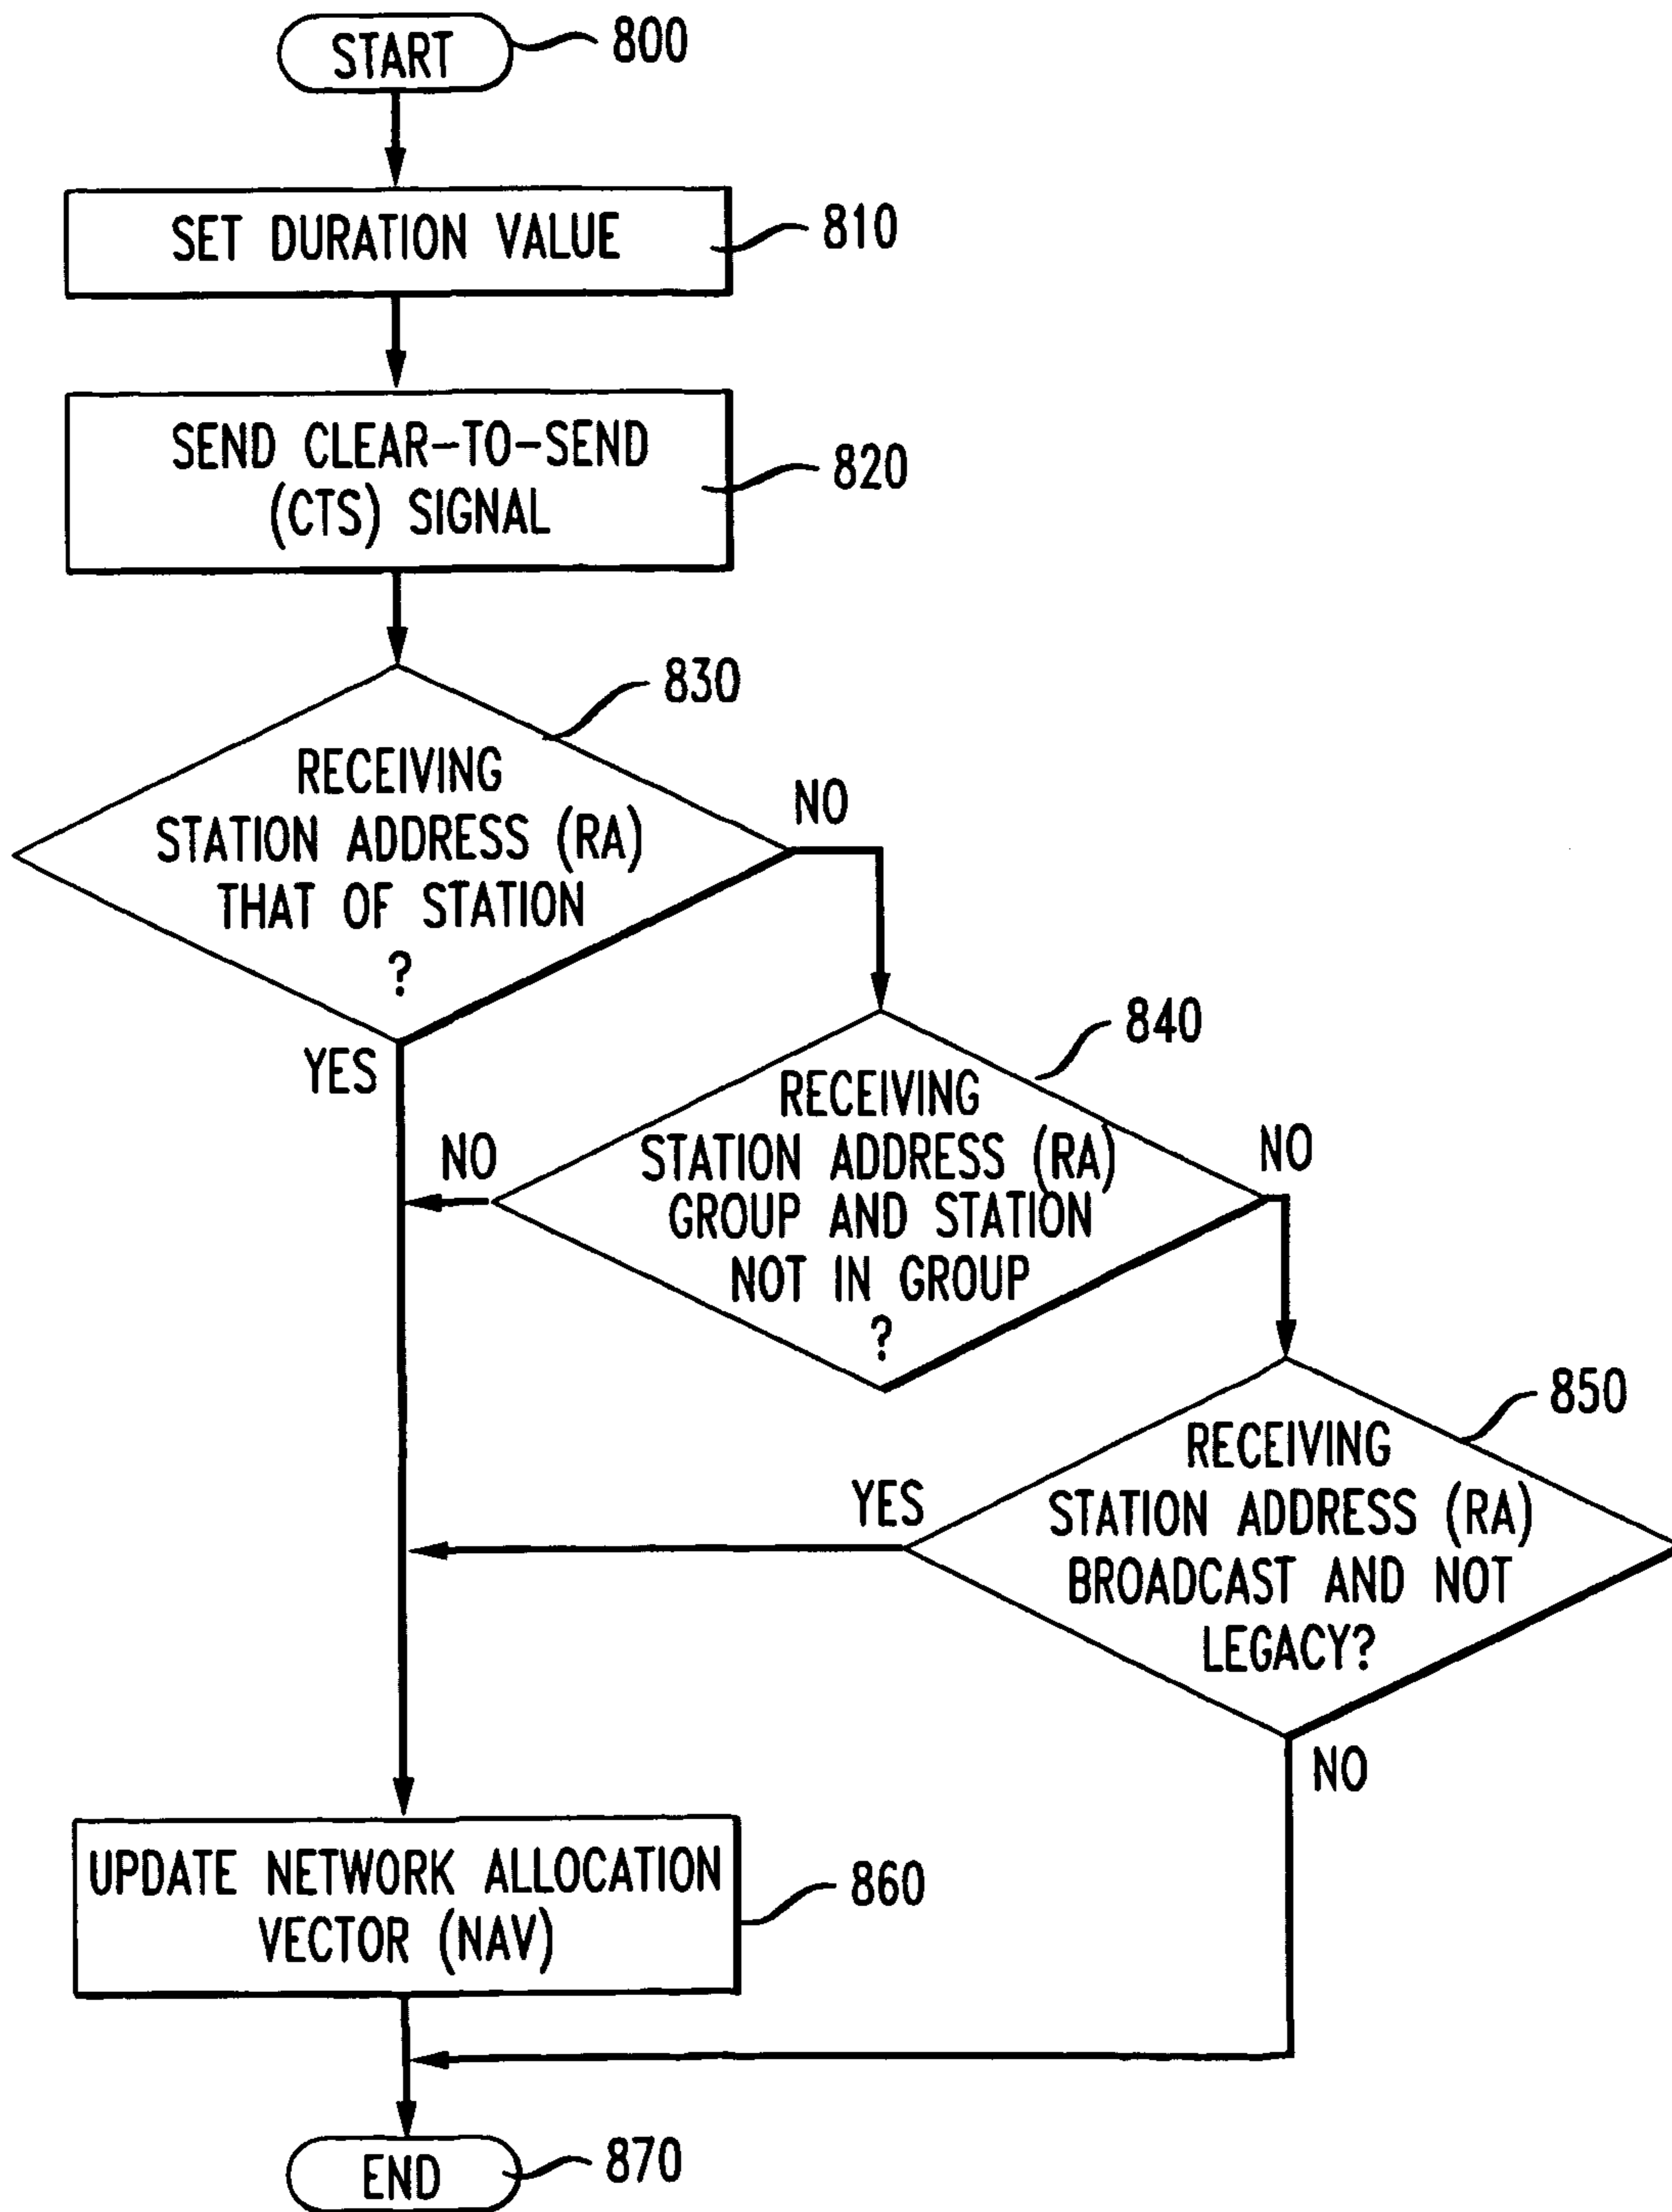 START
800
SET DURATION VALUE
810
SEND CLEAR-TO-SEND
(CTS) SIGNAL
820
830
RECEIVING
STATION ADDRESS (RA)
THAT OF STATION
?
NO
YES
840
RECEIVING
STATION ADDRESS (RA)
GROUP AND STATION
NOT IN GROUP
?
NO
NO
850
RECEIVING
STATION ADDRESS (RA)
BROADCAST AND NOT
LEGACY?
YES
NO
UPDATE NETWORK ALLOCATION
VECTOR (NAV)
860
END
870